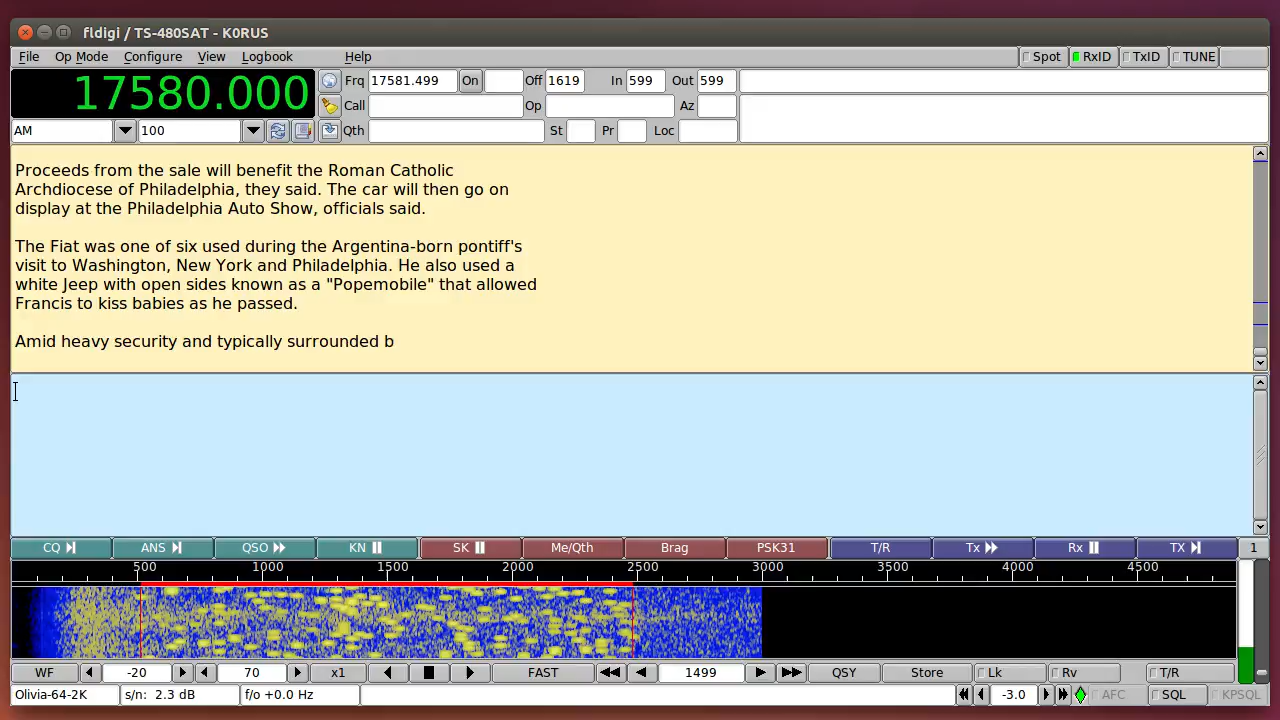 fldigi / TS-480SAT - K0RUS
File Op Mode Configure View Logbook Help Spot RxID TxID TUNE
17580.000 Frq 17581.499 On Off 1619 In 599 Out 599
Call Op Az
AM 100 Qth St Pr Loc
Proceeds from the sale will benefit the Roman Catholic
Archdiocese of Philadelphia, they said. The car will then go on
display at the Philadelphia Auto Show, officials said.
The Fiat was one of six used during the Argentina-born pontiff's
visit to Washington, New York and Philadelphia. He also used a
white Jeep with open sides known as a "Popemobile" that allowed
Francis to kiss babies as he passed.
Amid heavy security and typically surrounded b
CQ ANS QSO KN SK Me/Qth Brag PSK31 T/R Tx Rx TX 1
500 1000 1500 2000 2500 3000 3500 4000 4500
WF -20 70 x1 FAST 1499 QSY Store Lk Rv T/R
Olivia-64-2K s/n: 2.3 dB f/o +0.0 Hz -3.0 AFC SQL KPSQL